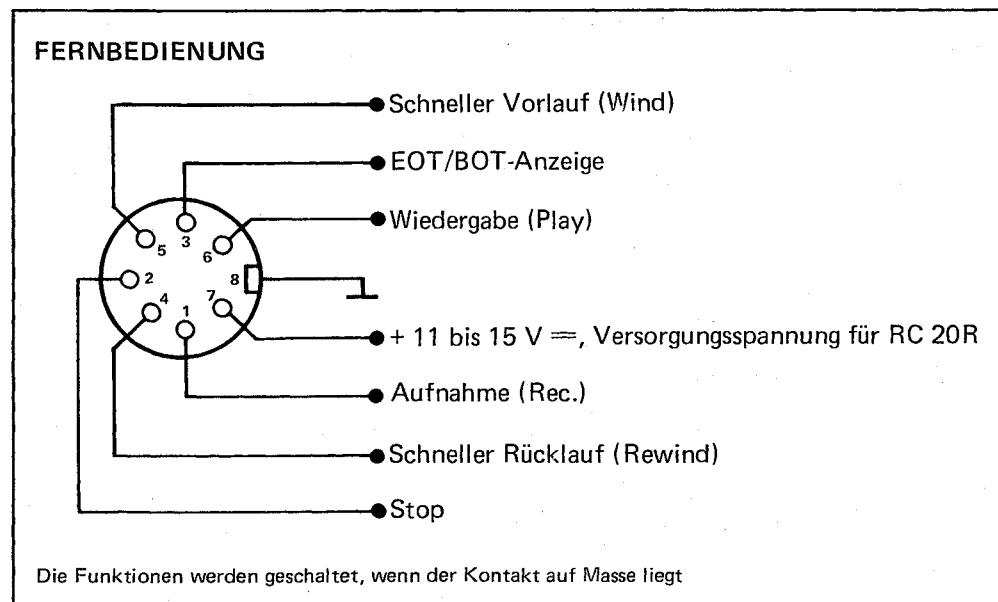 FERNBEDIENUNG
Schneller Vorlauf (Wind)
EOT/BOT-Anzeige
Wiedergabe (Play)
5
3
6
2
8
4
1
7
+ 11 bis 15 V ⎓, Versorgungsspannung für RC 20R
Aufnahme (Rec.)
Schneller Rücklauf (Rewind)
Stop
Die Funktionen werden geschaltet, wenn der Kontakt auf Masse liegt